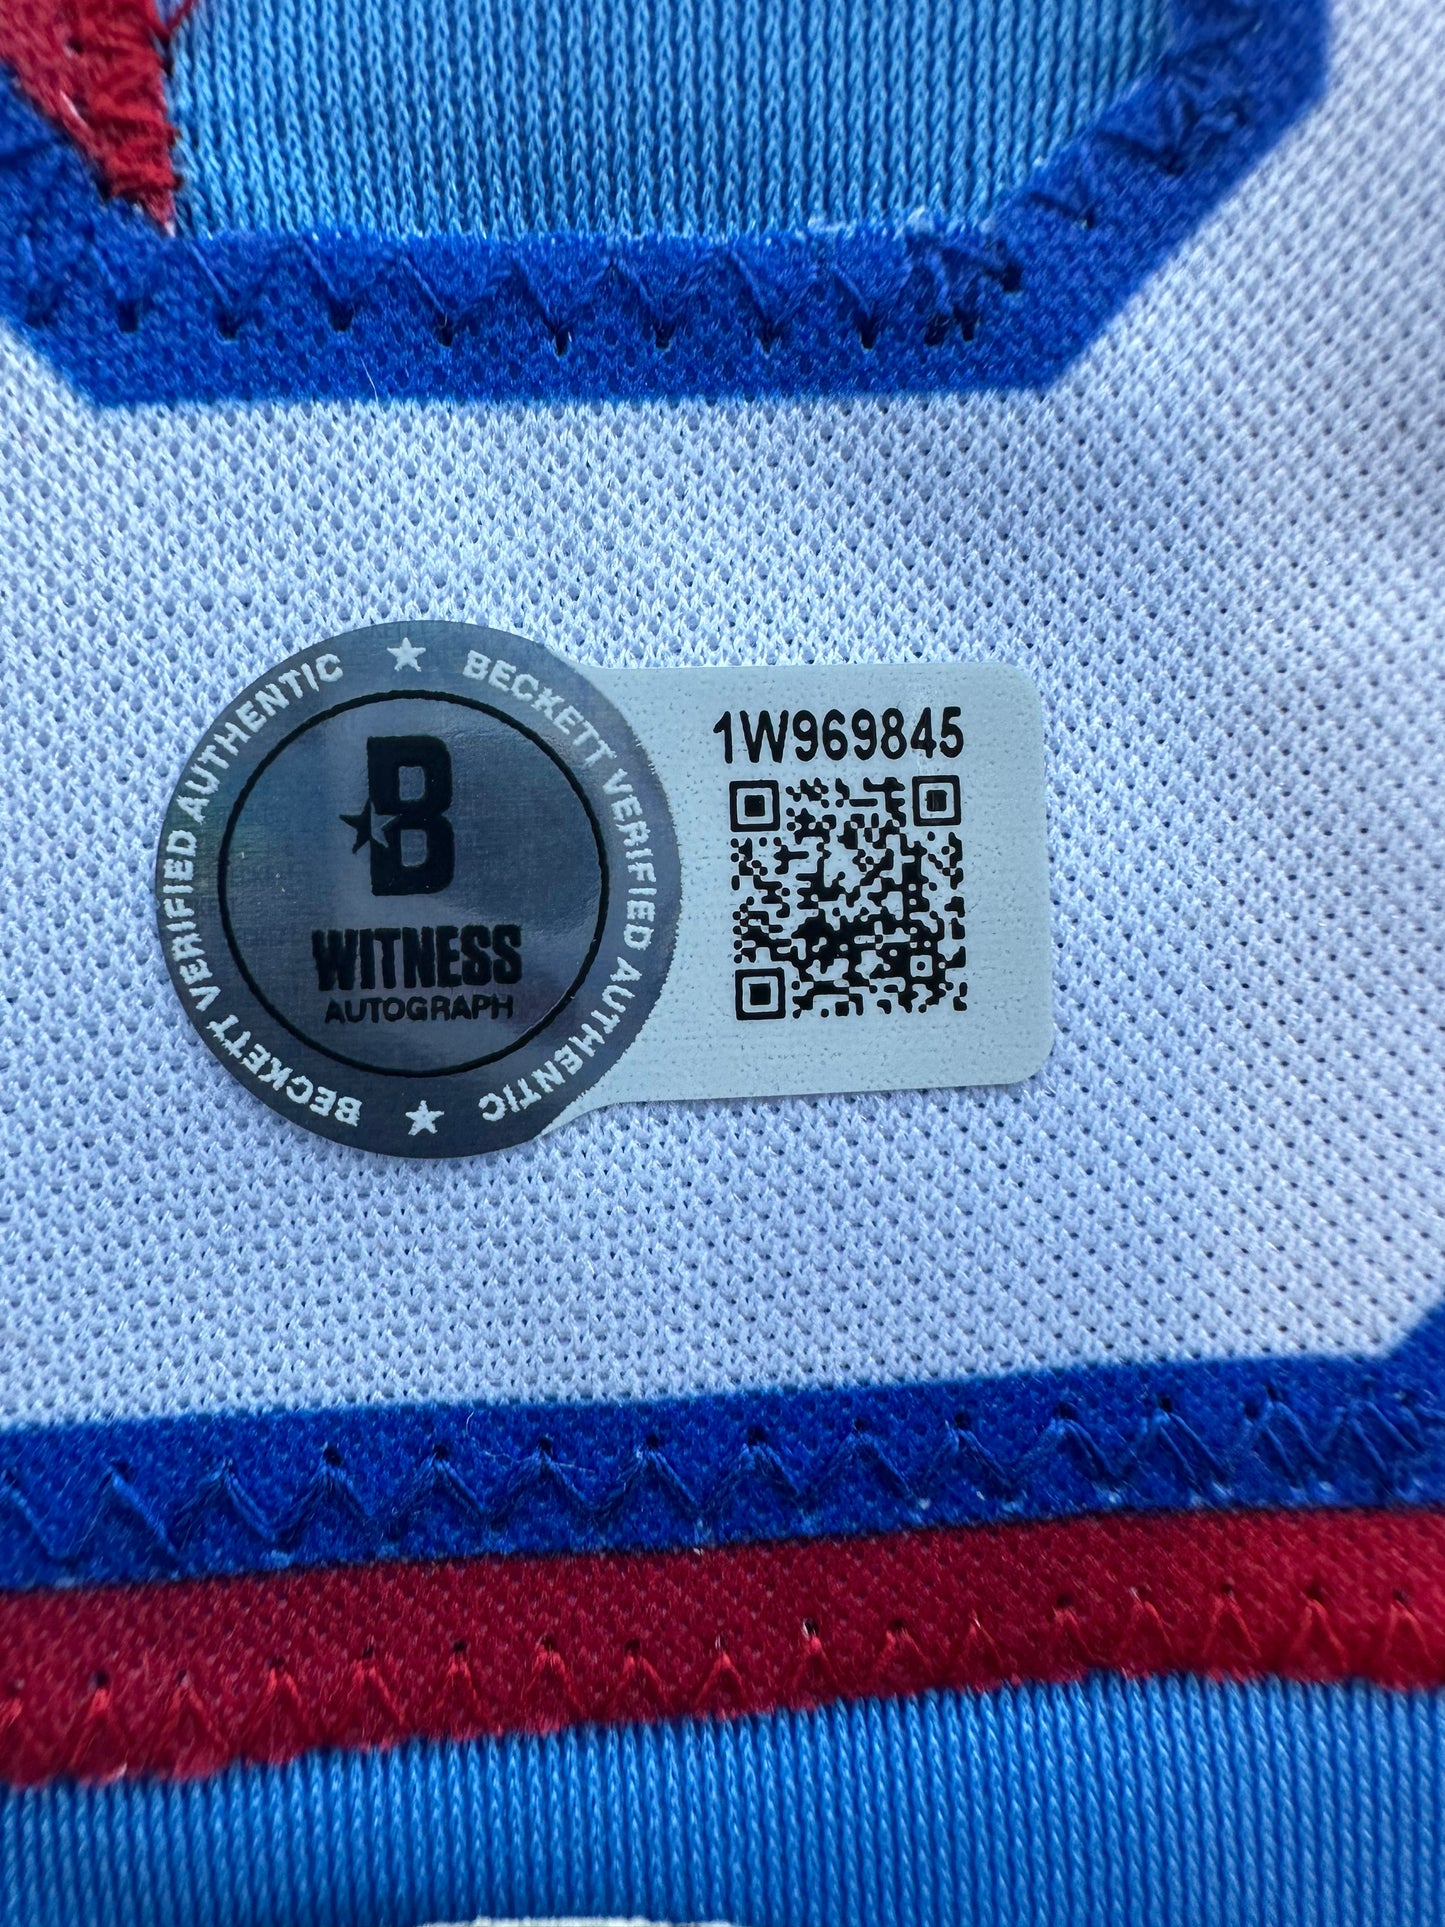 BECKETT VERIFIED AUTHENTIC ★ BECKETT VERIFIED AUTHENTIC ★
B
WITNESS
AUTOGRAPH
1W969845